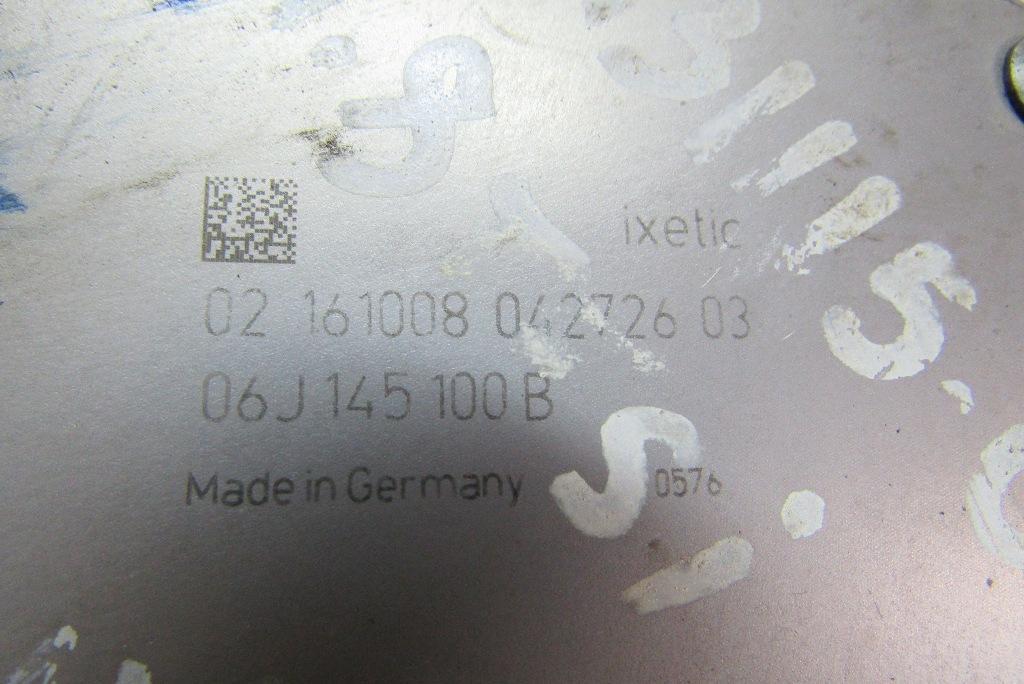 ixetic
02 161008 042726 03
06J 145 100 B
Made in Germany 0576